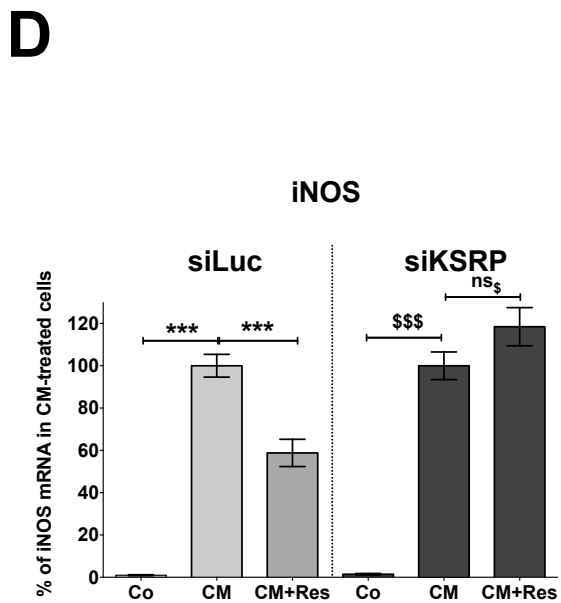 D
iNOS
siLuc
siKSRP
ns$
*** *** $$$
% of iNOS mRNA in CM-treated cells
120
100
80
60
40
20
0
Co CM CM+Res Co CM CM+Res